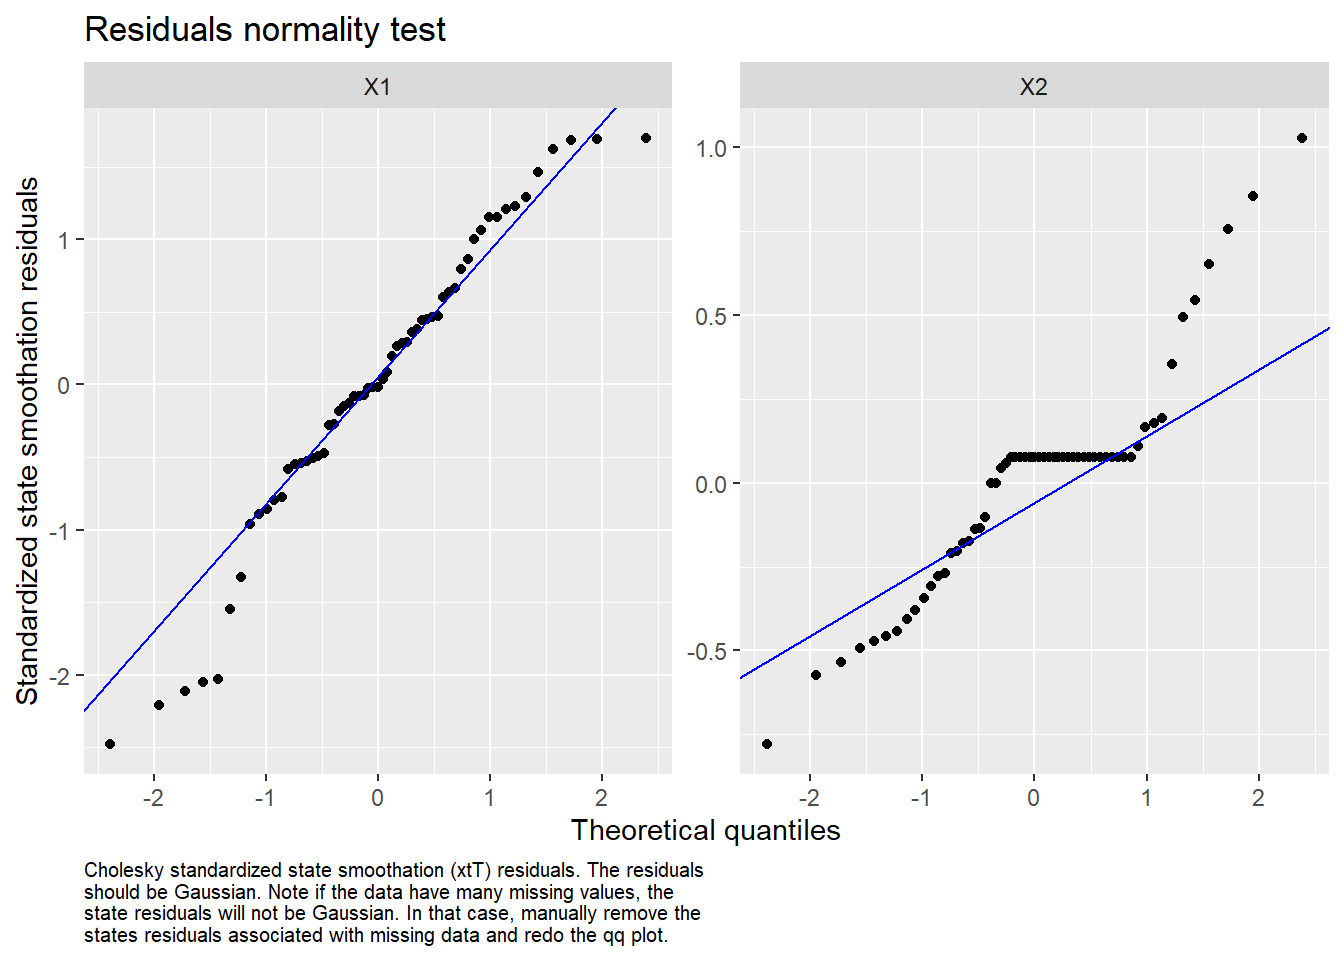 Residuals normality test
X1
X2
Standardized state smoothation residuals
1
0
-1
-2
1.0
0.5
0.0
-0.5
-2 -1 0 1 2
-2 -1 0 1 2
Theoretical quantiles
Cholesky standardized state smoothation (xtT) residuals. The residuals
should be Gaussian. Note if the data have many missing values, the
state residuals will not be Gaussian. In that case, manually remove the
states residuals associated with missing data and redo the qq plot.